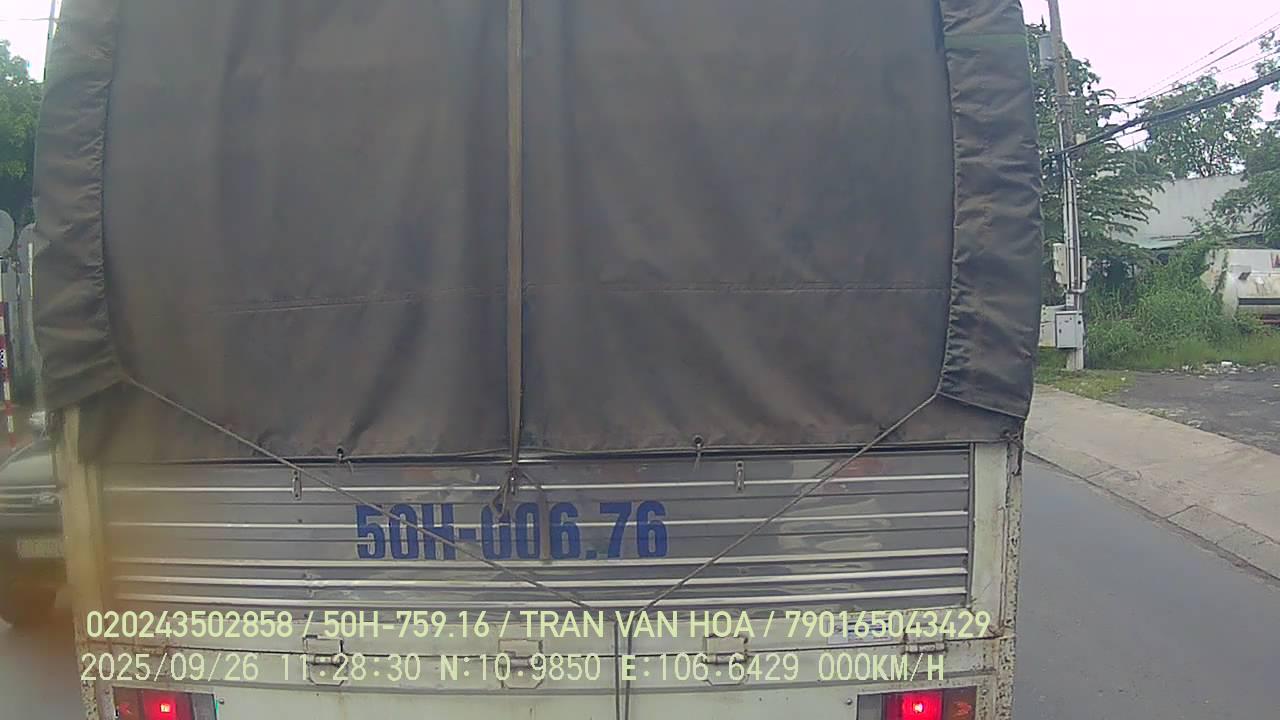 50H-006.76
020243502858 / 50H-759.16 / TRAN VAN HOA / 790165043429
2025/09/26 11:28:30 N:10.9850 E:106.6429 000KM/H